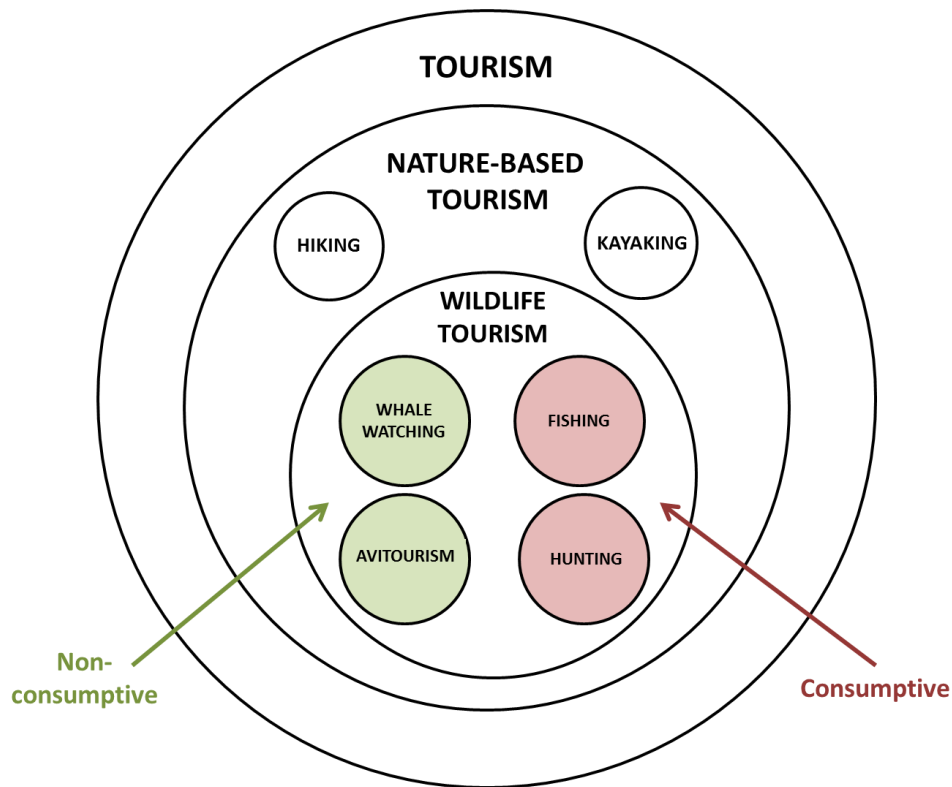 TOURISM
NATURE-BASED
TOURISM
HIKING
KAYAKING
WILDLIFE
TOURISM
WHALE
WATCHING
FISHING
AVITOURISM
HUNTING
Non-
consumptive
Consumptive